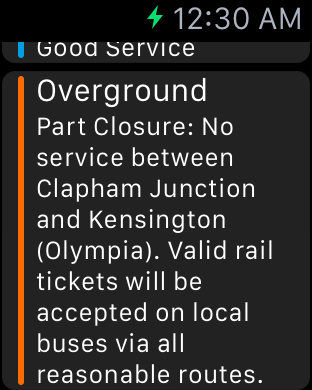 12:30 AM
Good Service
Overground
Part Closure: No
service between
Clapham Junction
and Kensington
(Olympia). Valid rail
tickets will be
accepted on local
buses via all
reasonable routes.